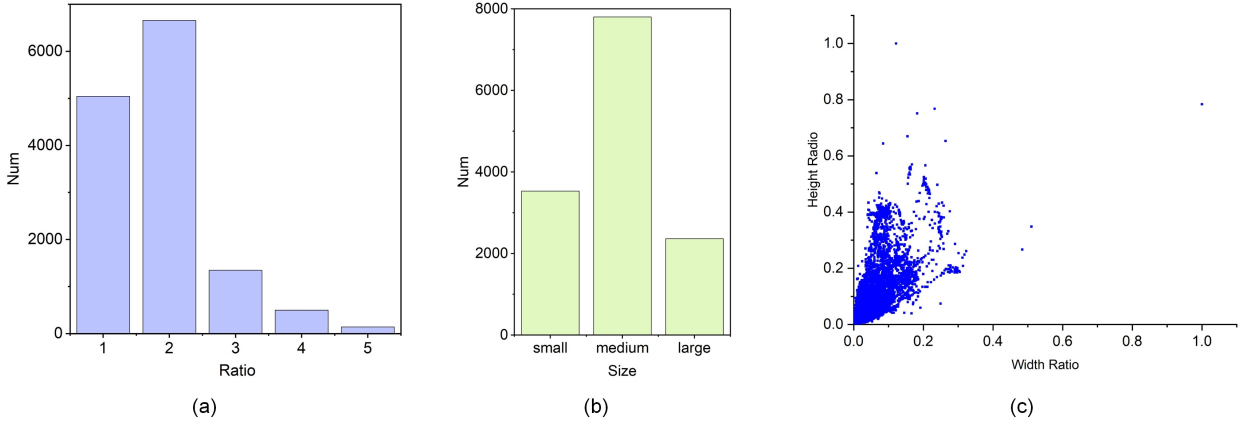 6000
4000
2000
0
Num
1 2 3 4 5
Ratio
(a)
8000
6000
4000
2000
0
Num
small medium large
Size
(b)
1.0
0.8
0.6
0.4
0.2
0.0
Height Radio
0.0 0.2 0.4 0.6 0.8 1.0
Width Ratio
(c)